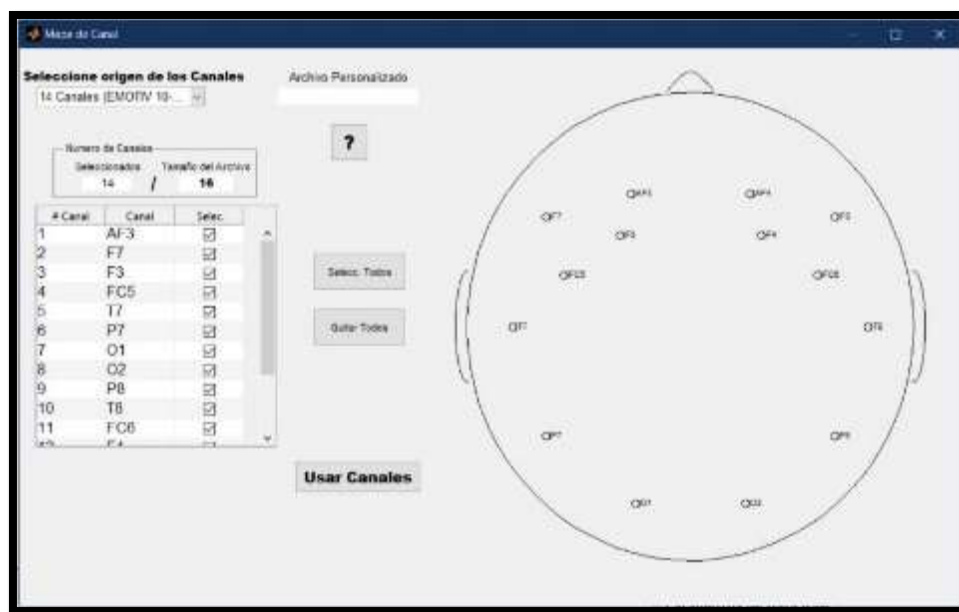 Mapa de Canal
Seleccione origen de los Canales
14 Canales (EMOTIV 10-...
Archivo Personalizado
?
Numero de Canales
Seleccionados Tamaño del Archivo
14 / 16
# Canal Canal Selec.
1 AF3
2 F7
3 F3
4 FC5
5 T7
6 P7
7 O1
8 O2
9 P8
10 T8
11 FC6
12 F4
Selecc. Todos
Quitar Todos
Usar Canales
AF3 AF4
F7
F3 F4
FC5 FC6
T7 T8
P7 P8
O1 O2